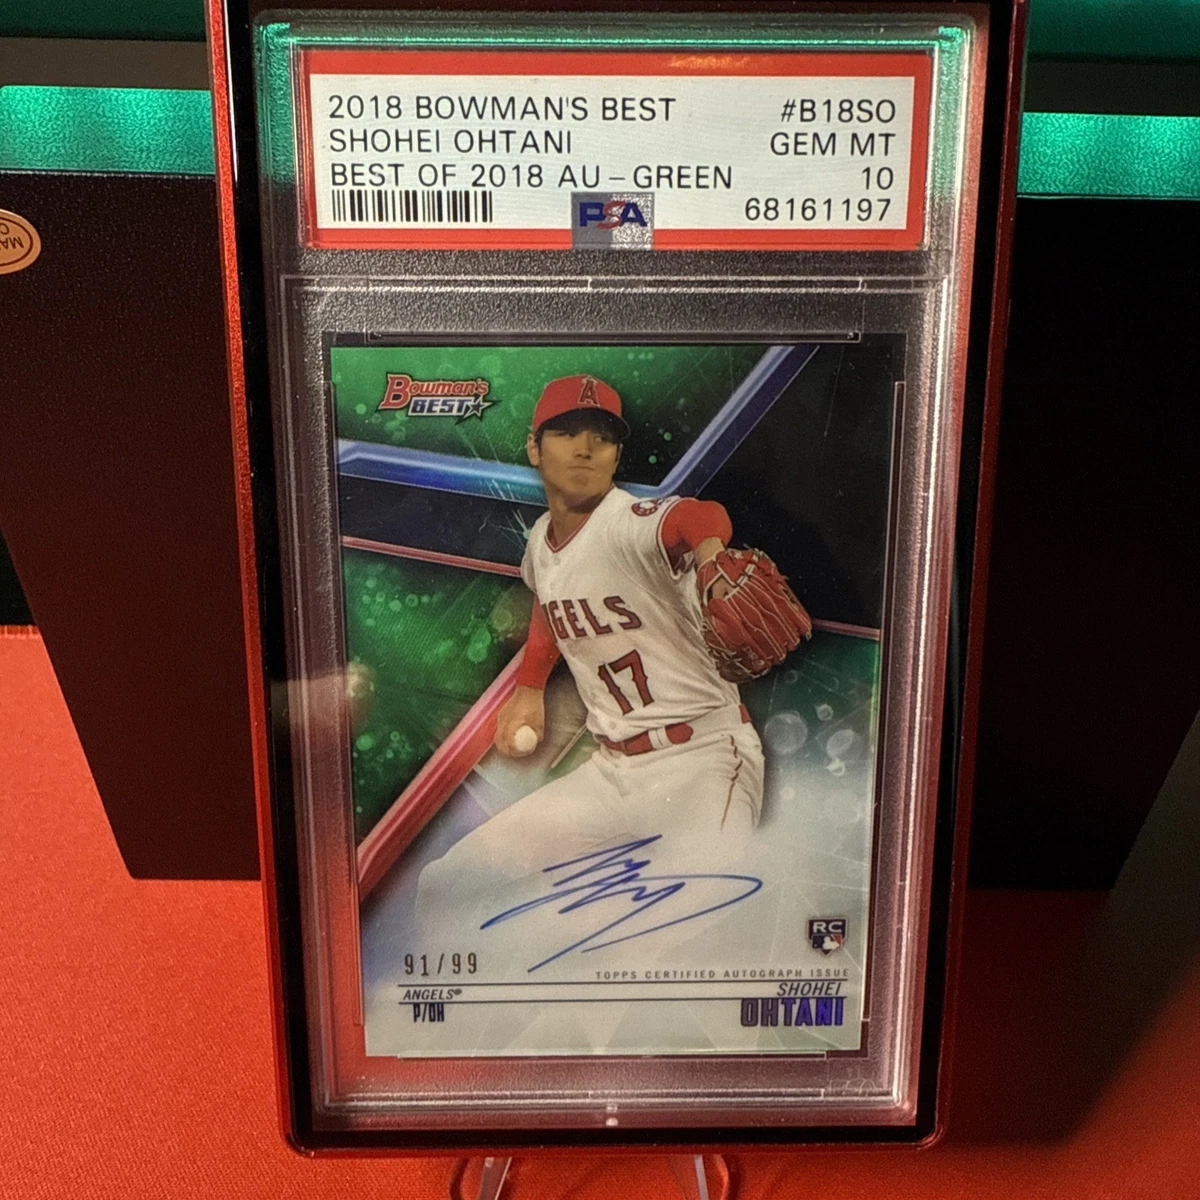 2018 BOWMAN'S BEST #B18SO
SHOHEI OHTANI GEM MT
BEST OF 2018 AU - GREEN 10
68161197
PSA
Bowman's
BEST
A
ANGELS
17
91/99
RC
TOPPS CERTIFIED AUTOGRAPH ISSUE
ANGELS® SHOHEI
P/DH OHTANI